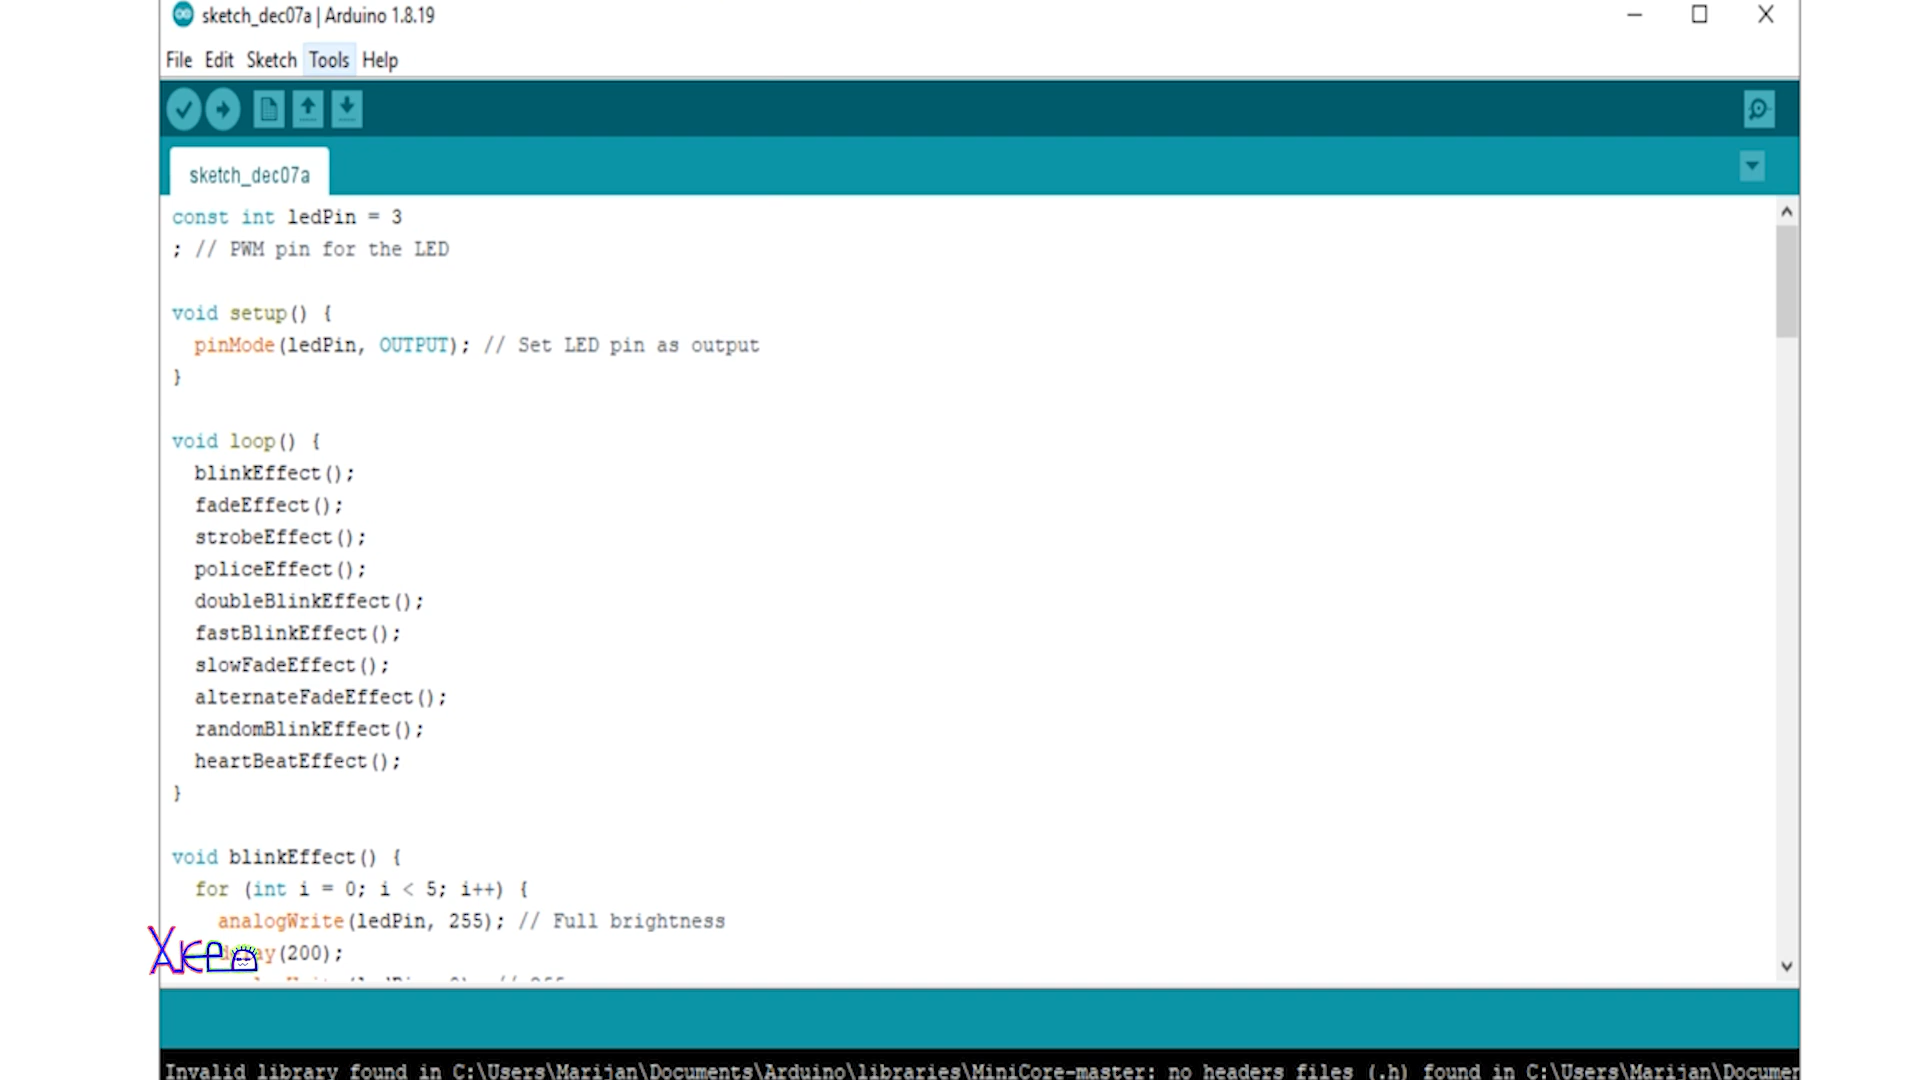 sketch_dec07a | Arduino 1.8.19
File Edit Sketch Tools Help
sketch_dec07a
const int ledPin = 3
; // PWM pin for the LED
void setup() {
pinMode(ledPin, OUTPUT); // Set LED pin as output
}
void loop() {
blinkEffect();
fadeEffect();
strobeEffect();
policeEffect();
doubleBlinkEffect();
fastBlinkEffect();
slowFadeEffect();
alternateFadeEffect();
randomBlinkEffect();
heartBeatEffect();
}
void blinkEffect() {
for (int i = 0; i < 5; i++) {
analogWrite(ledPin, 255); // Full brightness
delay(200);
Invalid library found in C:\Users\Marijan\Documents\Arduino\libraries\MiniCore-master: no headers files (.h) found in C:\Users\Marijan\Documen